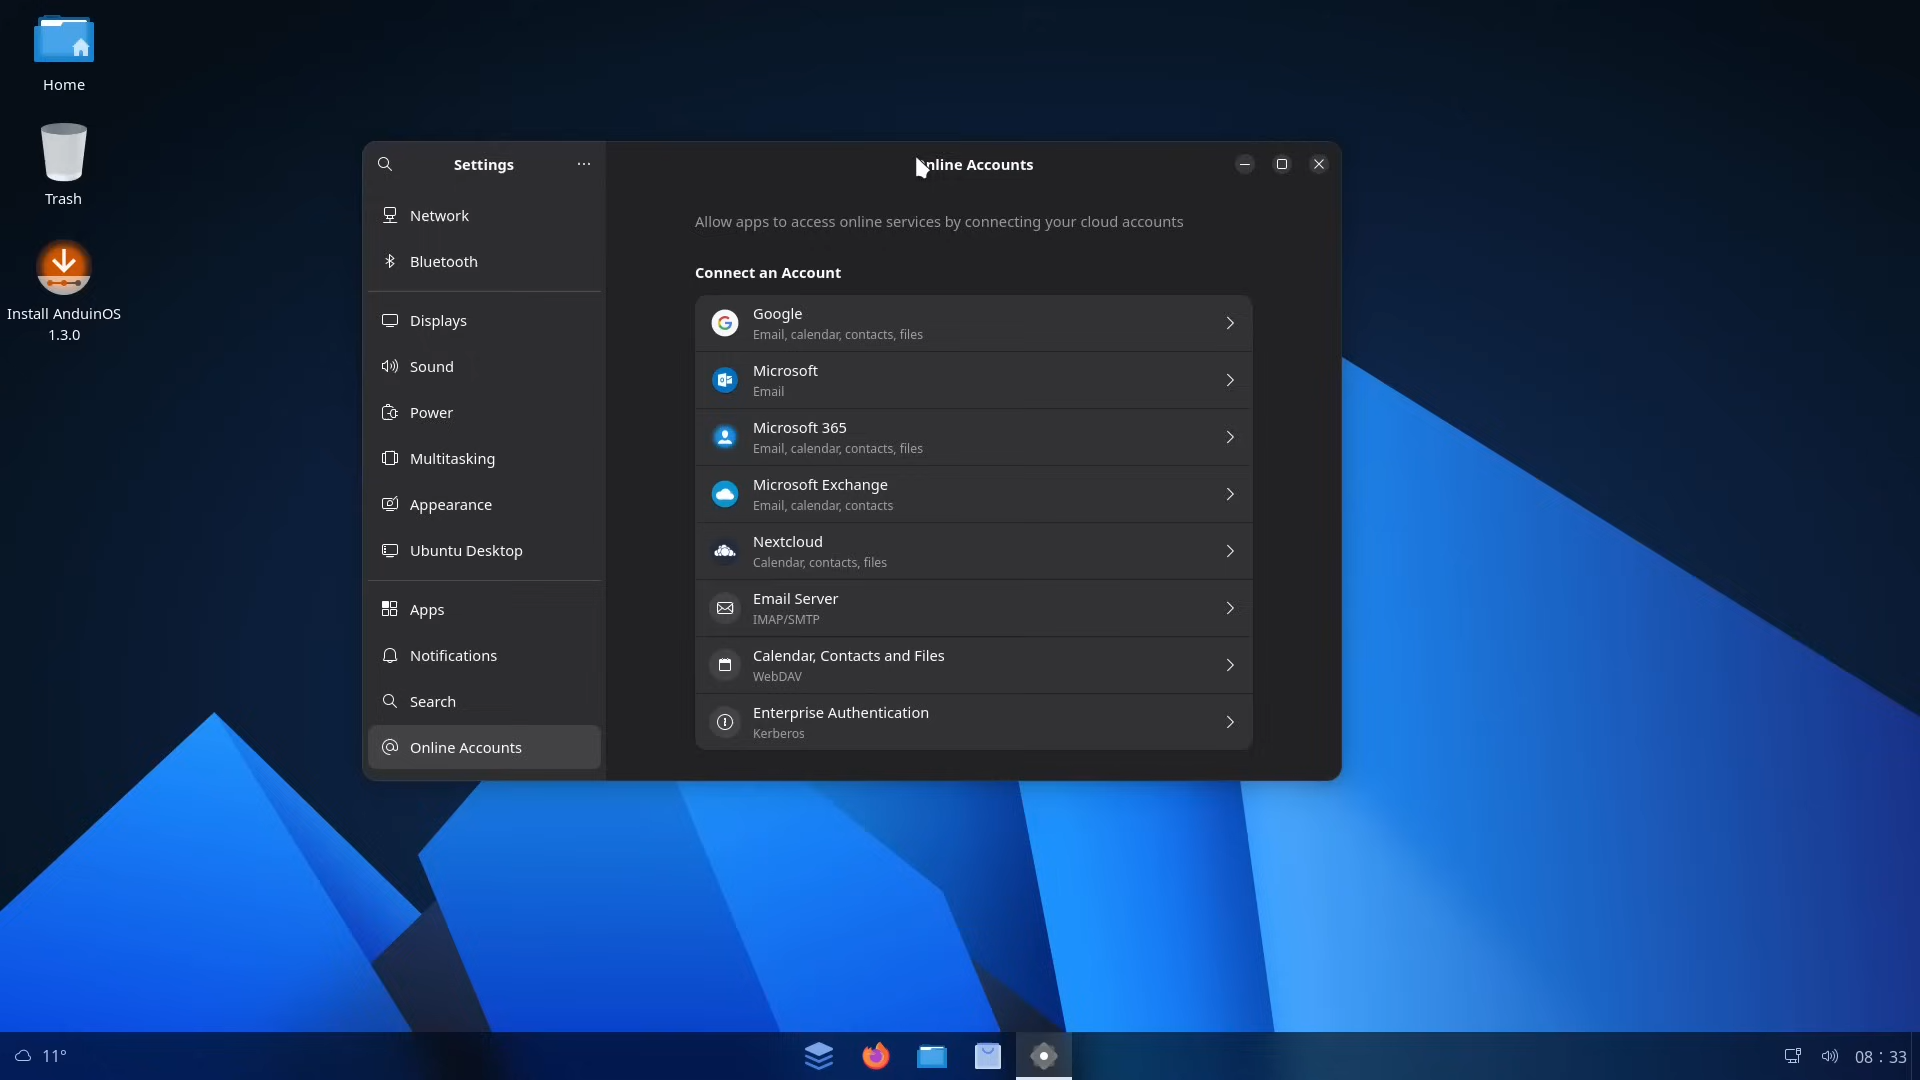 Home
Trash
Install AnduinOS
1.3.0
Settings
Network
Bluetooth
Displays
Sound
Power
Multitasking
Appearance
Ubuntu Desktop
Apps
Notifications
Search
Online Accounts
nline Accounts
Allow apps to access online services by connecting your cloud accounts
Connect an Account
Google
Email, calendar, contacts, files
Microsoft
Email
Microsoft 365
Email, calendar, contacts, files
Microsoft Exchange
Email, calendar, contacts
Nextcloud
Calendar, contacts, files
Email Server
IMAP/SMTP
Calendar, Contacts and Files
WebDAV
Enterprise Authentication
Kerberos
11°
08 : 33